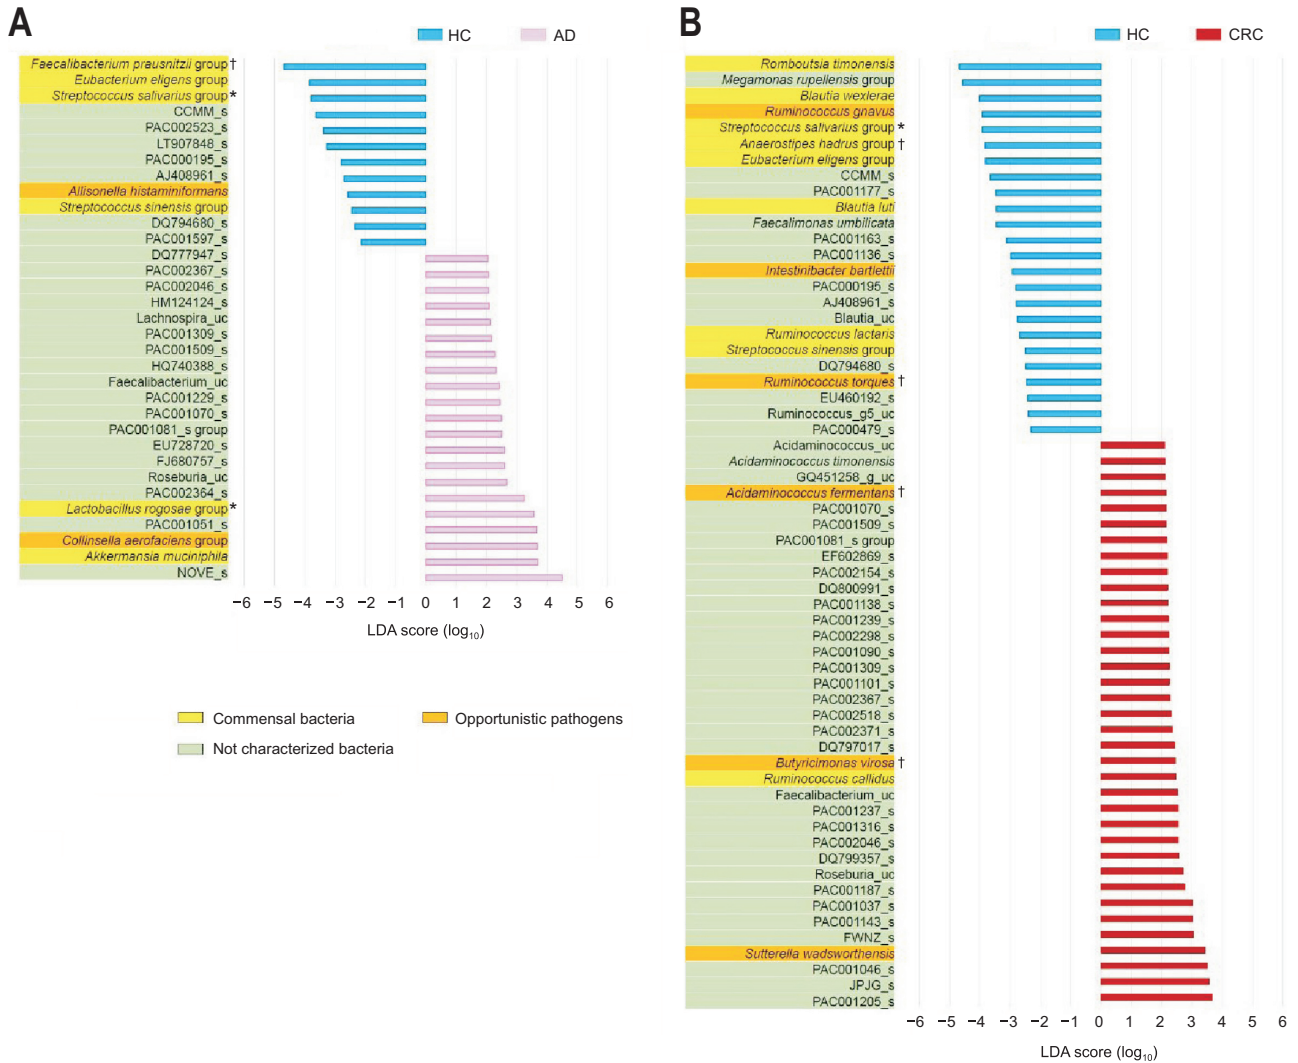 A
HC AD
Faecalibacterium prausnitzii group†
Eubacterium eligens group
Streptococcus salivarius group*
CCMM_s
PAC002523_s
LT907848_s
PAC000195_s
AJ408961_s
Allisonella histaminiformans
Streptococcus sinensis group
DQ794680_s
PAC001597_s
DQ777947_s
PAC002367_s
PAC002046_s
HM124124_s
Lachnospira_uc
PAC001309_s
PAC001509_s
HQ740388_s
Faecalibacterium_uc
PAC001229_s
PAC001070_s
PAC001081_s group
EU728720_s
FJ680757_s
Roseburia_uc
PAC002364_s
Lactobacillus rogosae group*
PAC001051_s
Collinsella aerofaciens group
Akkermansia muciniphila
NOVE_s
−6 −5 −4 −3 −2 −1 0 1 2 3 4 5 6
LDA score (log10)
Commensal bacteria
Opportunistic pathogens
Not characterized bacteria
B
HC CRC
Romboutsia timonensis
Megamonas rupellensis group
Blautia wexlerae
Ruminococcus gnavus
Streptococcus salivarius group*
Anaerostipes hadrus group†
Eubacterium eligens group
CCMM_s
PAC001177_s
Blautia luti
Faecalimonas umbilicata
PAC001163_s
PAC001136_s
Intestinibacter bartlettii
PAC000195_s
AJ408961_s
Blautia_uc
Ruminococcus lactaris
Streptococcus sinensis group
DQ794680_s
Ruminococcus torques†
EU460192_s
Ruminococcus_g5_uc
PAC000479_s
Acidaminococcus_uc
Acidaminococcus timonensis
GQ451258_g_uc
Acidaminococcus fermentans†
PAC001070_s
PAC001509_s
PAC001081_s group
EF602869_s
PAC002154_s
DQ800991_s
PAC001138_s
PAC001239_s
PAC002298_s
PAC001090_s
PAC001309_s
PAC001101_s
PAC002367_s
PAC002518_s
PAC002371_s
DQ797017_s
Butyricimonas virosa†
Ruminococcus callidus
Faecalibacterium_uc
PAC001237_s
PAC001316_s
PAC002046_s
DQ799357_s
Roseburia_uc
PAC001187_s
PAC001037_s
PAC001143_s
FWNZ_s
Sutterella wadsworthensis
PAC001046_s
JPJG_s
PAC001205_s
−6 −5 −4 −3 −2 −1 0 1 2 3 4 5 6
LDA score (log10)